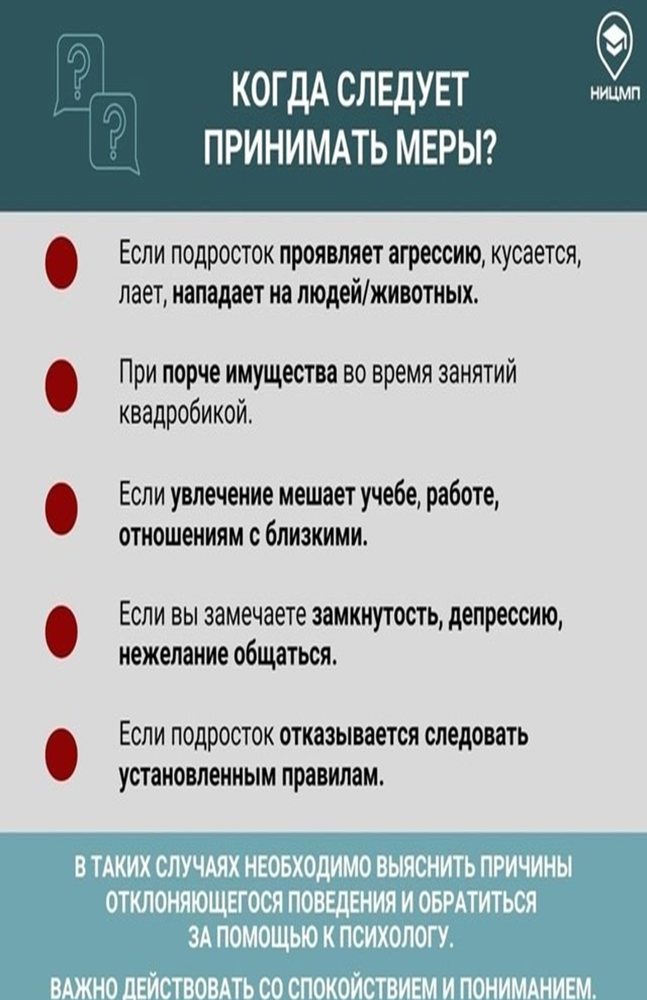 НИЦМП
КОГДА СЛЕДУЕТ
ПРИНИМАТЬ МЕРЫ?
Если подросток проявляет агрессию, кусается,
лает, нападает на людей/животных.
При порче имущества во время занятий
квадробикой.
Если увлечение мешает учебе, работе,
отношениям с близкими.
Если вы замечаете замкнутость, депрессию,
нежелание общаться.
Если подросток отказывается следовать
установленным правилам.
В ТАКИХ СЛУЧАЯХ НЕОБХОДИМО ВЫЯСНИТЬ ПРИЧИНЫ
ОТКЛОНЯЮЩЕГОСЯ ПОВЕДЕНИЯ И ОБРАТИТЬСЯ
ЗА ПОМОЩЬЮ К ПСИХОЛОГУ.
ВАЖНО ДЕЙСТВОВАТЬ СО СПОКОЙСТВИЕМ И ПОНИМАНИЕМ.